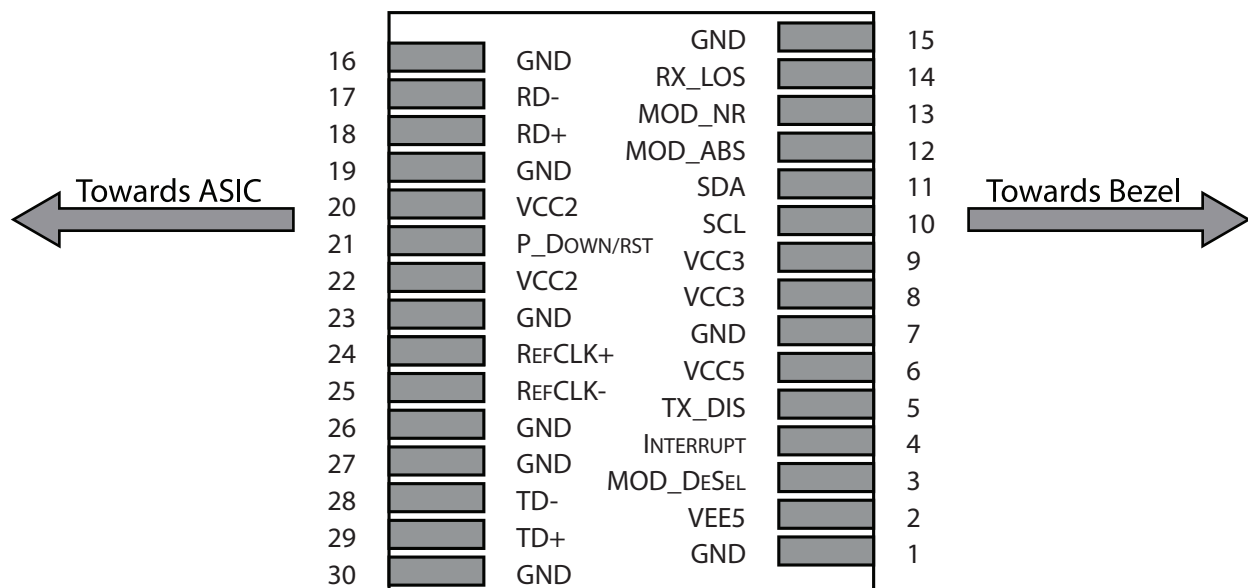 GND 15
16 GND
RX_LOS 14
17 RD-
MOD_NR 13
18 RD+
MOD_ABS 12
19 GND
SDA 11
Towards ASIC
Towards Bezel
20 VCC2
SCL 10
21 P_DOWN/RST
VCC3 9
22 VCC2
VCC3 8
23 GND
GND 7
24 REFCLK+
VCC5 6
25 REFCLK-
TX_DIS 5
26 GND
INTERRUPT 4
27 GND
MOD_DESEL 3
28 TD-
VEE5 2
29 TD+
GND 1
30 GND